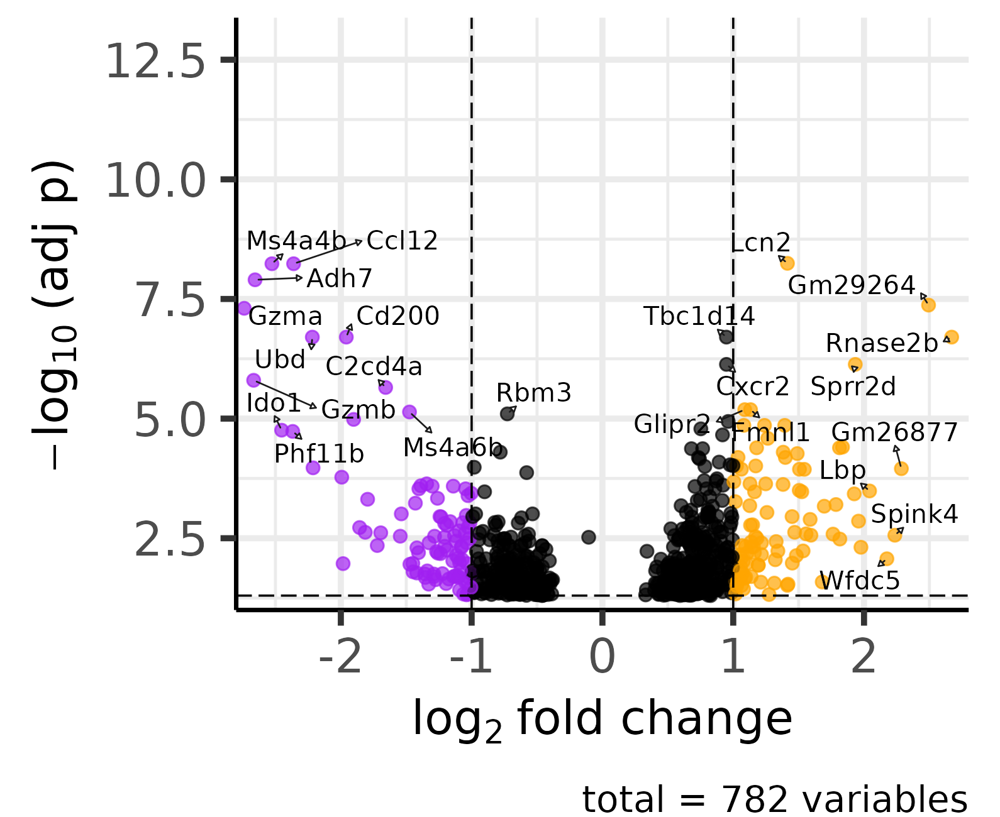 12.5
10.0
7.5
5.0
2.5
−log10 (adj p)
Ms4a4b
Ccl12
Lcn2
Adh7
Gm29264
Gzma
Cd200
Tbc1d14
Rnase2b
Ubd
C2cd4a
Cxcr2
Sprr2d
Rbm3
Ido1
Gzmb
Glipr2
Fmnl1
Gm26877
Phf11b
Ms4a6b
Lbp
Spink4
Wfdc5
-2
-1
0
1
2
log2 fold change
total = 782 variables